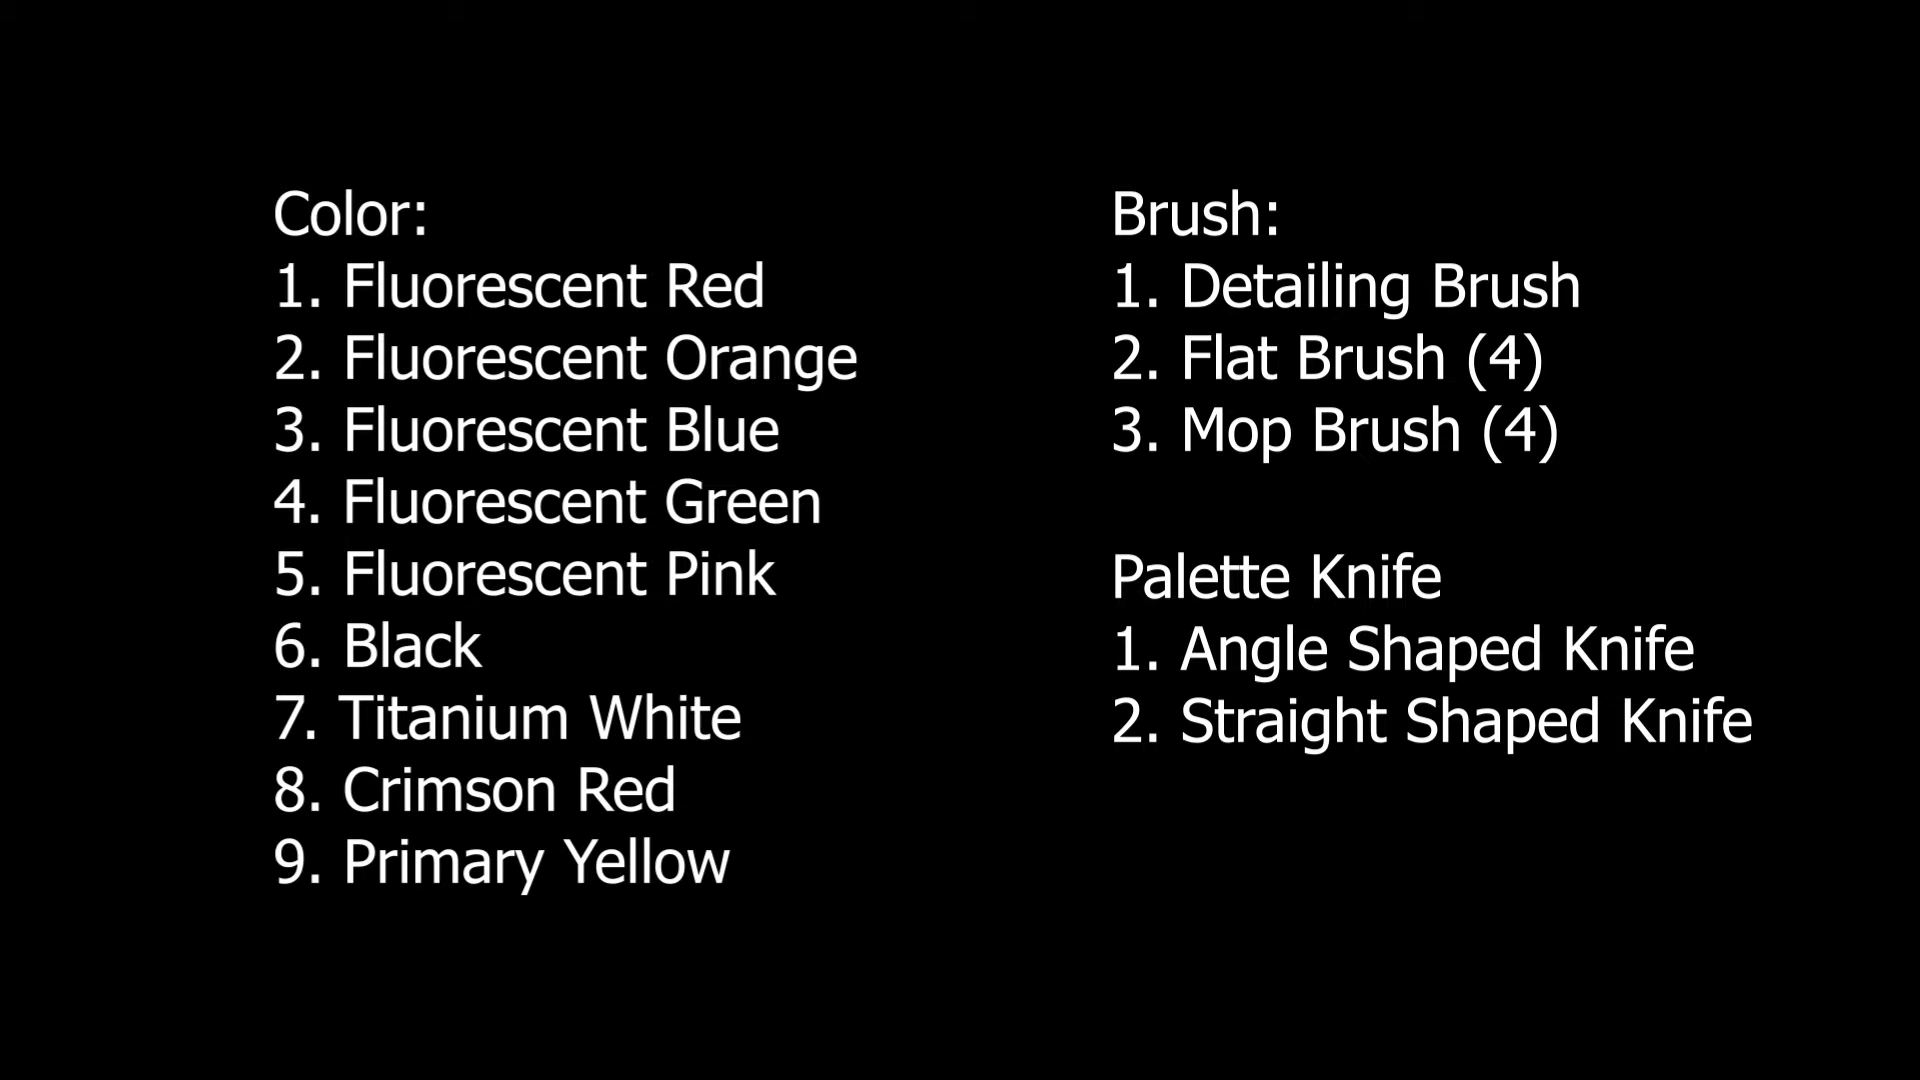 Color:
1. Fluorescent Red
2. Fluorescent Orange
3. Fluorescent Blue
4. Fluorescent Green
5. Fluorescent Pink
6. Black
7. Titanium White
8. Crimson Red
9. Primary Yellow
Brush:
1. Detailing Brush
2. Flat Brush (4)
3. Mop Brush (4)
Palette Knife
1. Angle Shaped Knife
2. Straight Shaped Knife